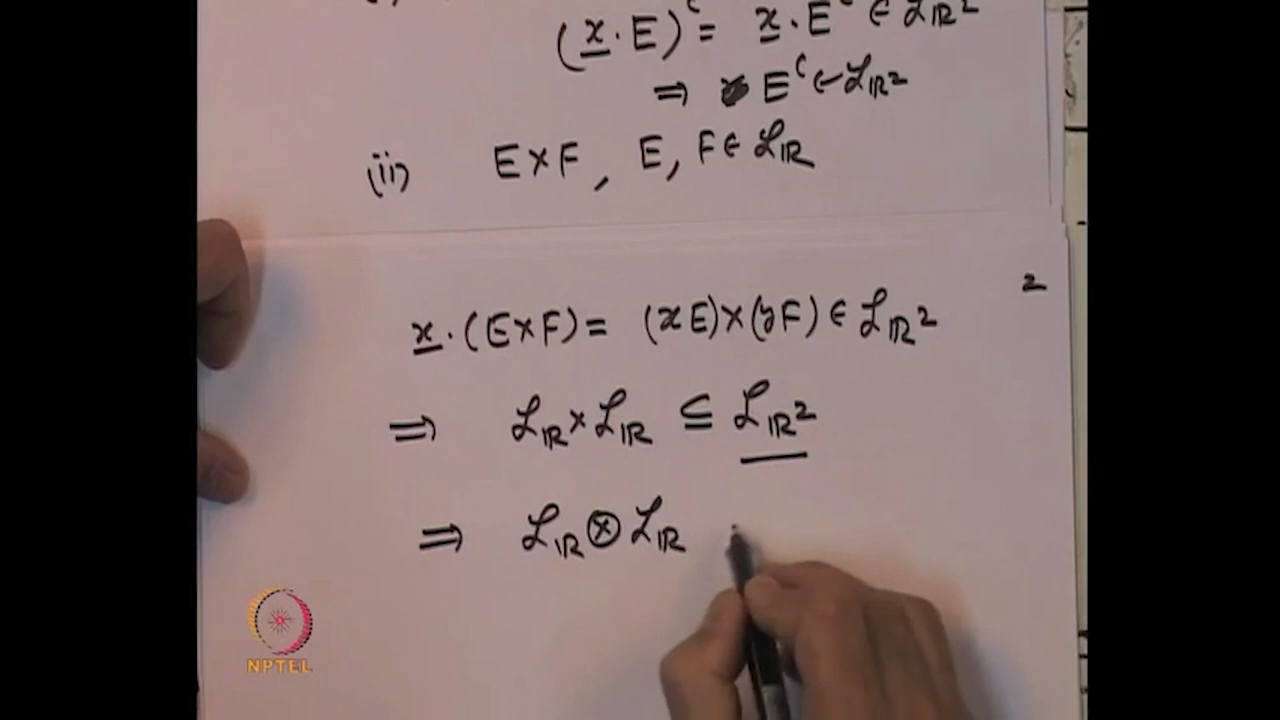 (x · E)ᶜ = x · Eᶜ ∈ ℒℝ²
⇒ Eᶜ ∈ ℒℝ²
(ii) E×F, E, F ∈ ℒℝ
2
x · (E×F) = (xE)×(yF) ∈ ℒℝ²
⇒ ℒℝ × ℒℝ ⊆ ℒℝ²
⇒ ℒℝ ⊗ ℒℝ
NPTEL